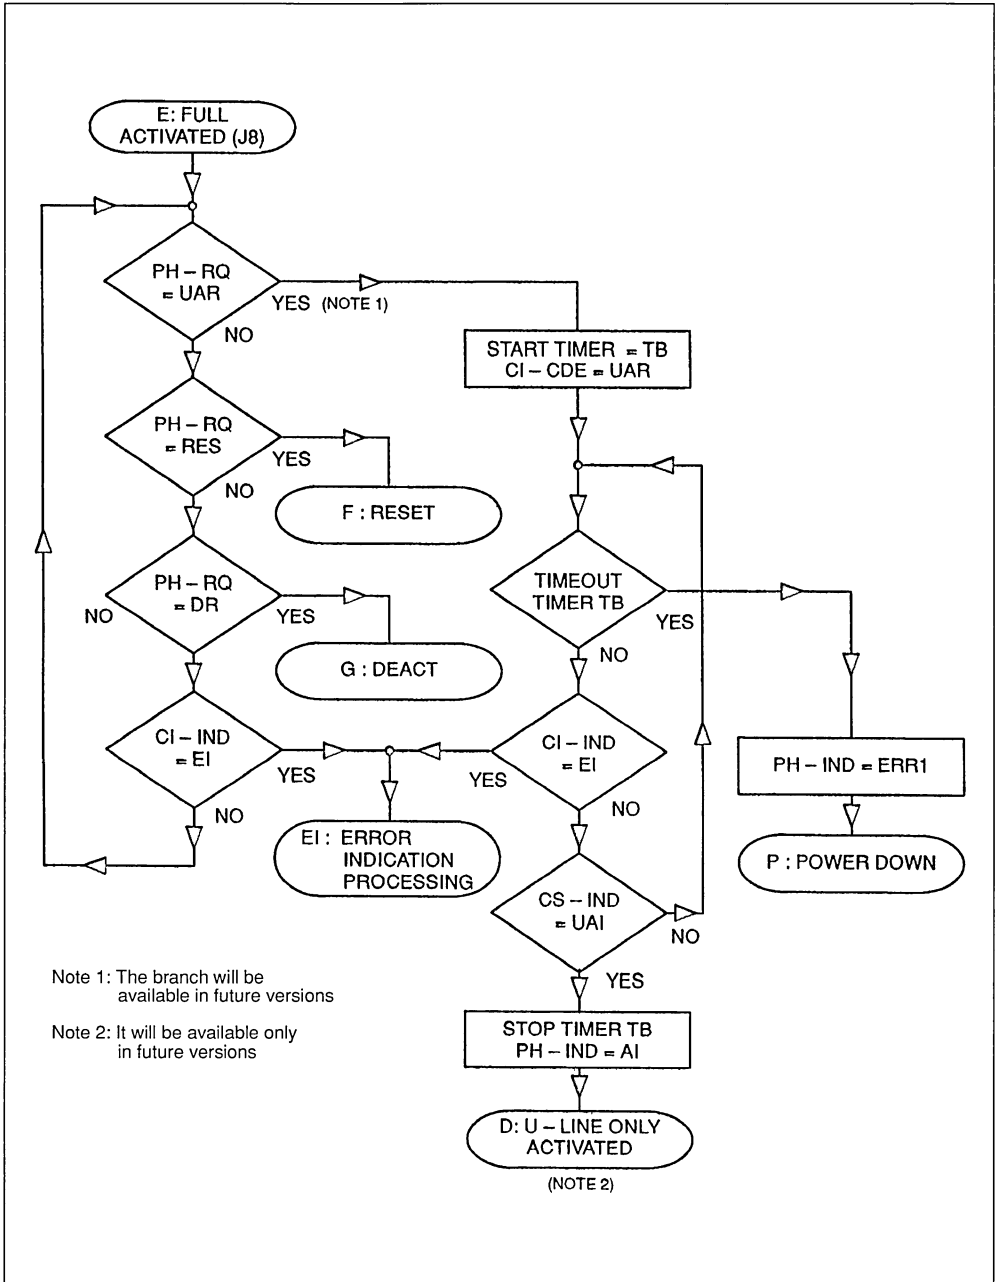 E: FULL
ACTIVATED (J8)
PH – RQ
= UAR
YES (NOTE 1)
NO
START TIMER = TB
CI – CDE = UAR
PH – RQ
= RES
YES
NO
F : RESET
PH – RQ
= DR
NO
YES
G : DEACT
TIMEOUT
TIMER TB
YES
NO
CI – IND
= EI
YES
NO
CI – IND
= EI
YES
NO
EI : ERROR
INDICATION
PROCESSING
PH – IND = ERR1
P : POWER DOWN
CS – IND
= UAI
NO
YES
Note 1: The branch will be
available in future versions
Note 2: It will be available only
in future versions
STOP TIMER TB
PH – IND = AI
D: U – LINE ONLY
ACTIVATED
(NOTE 2)